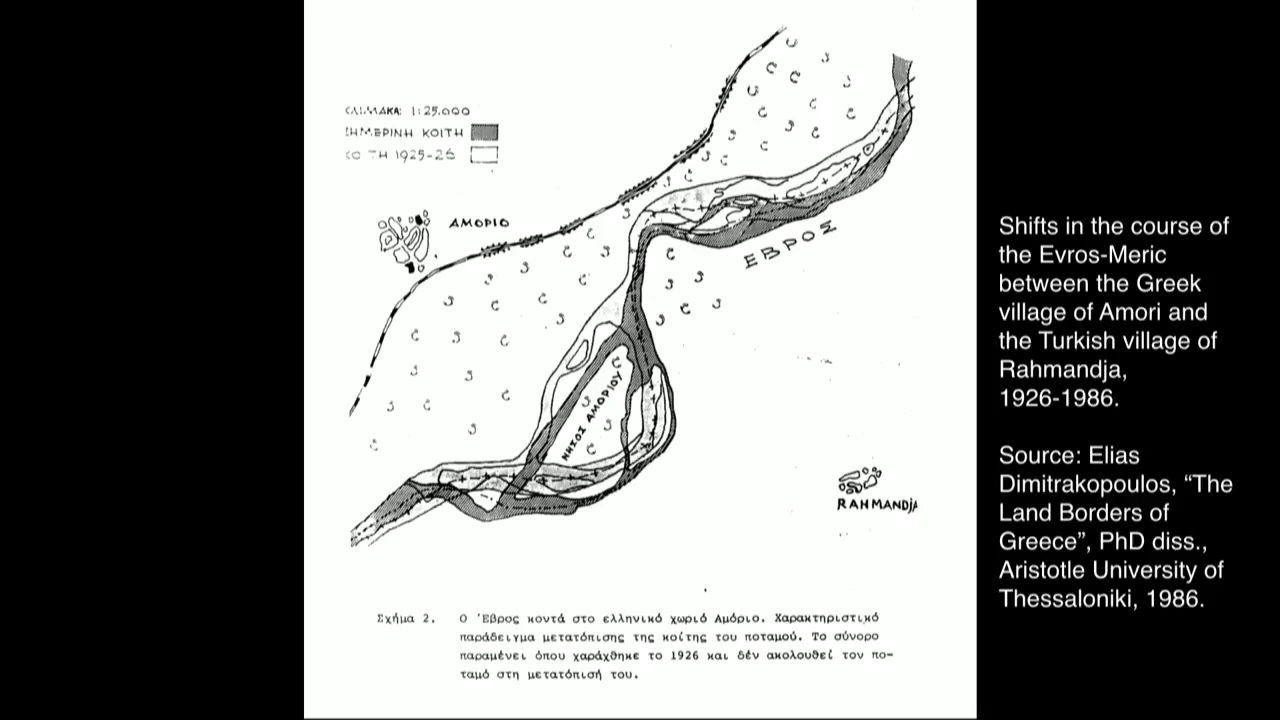 ΚΛΙΜΑΚΑ: 1:25.000
ΣΗΜΕΡΙΝΗ ΚΟΙΤΗ
ΚΟΙΤΗ 1925-26
ΑΜΟΡΙΟ
ΕΒΡΟΣ
ΝΗΣΟΣ ΑΜΟΡΙΟΥ
RAHMANDJA
Σχήμα 2. Ο Έβρος κοντά στο ελληνικό χωριό Αμόριο. Χαρακτηριστικό
παράδειγμα μετατόπισης της κοίτης του ποταμού. Το σύνορο
παραμένει όπου χαράχθηκε το 1926 και δέν ακολουθεί τον πο-
ταμό στη μετατόπισή του.
Shifts in the course of
the Evros-Meric
between the Greek
village of Amori and
the Turkish village of
Rahmandja,
1926-1986.
Source: Elias
Dimitrakopoulos, “The
Land Borders of
Greece”, PhD diss.,
Aristotle University of
Thessaloniki, 1986.